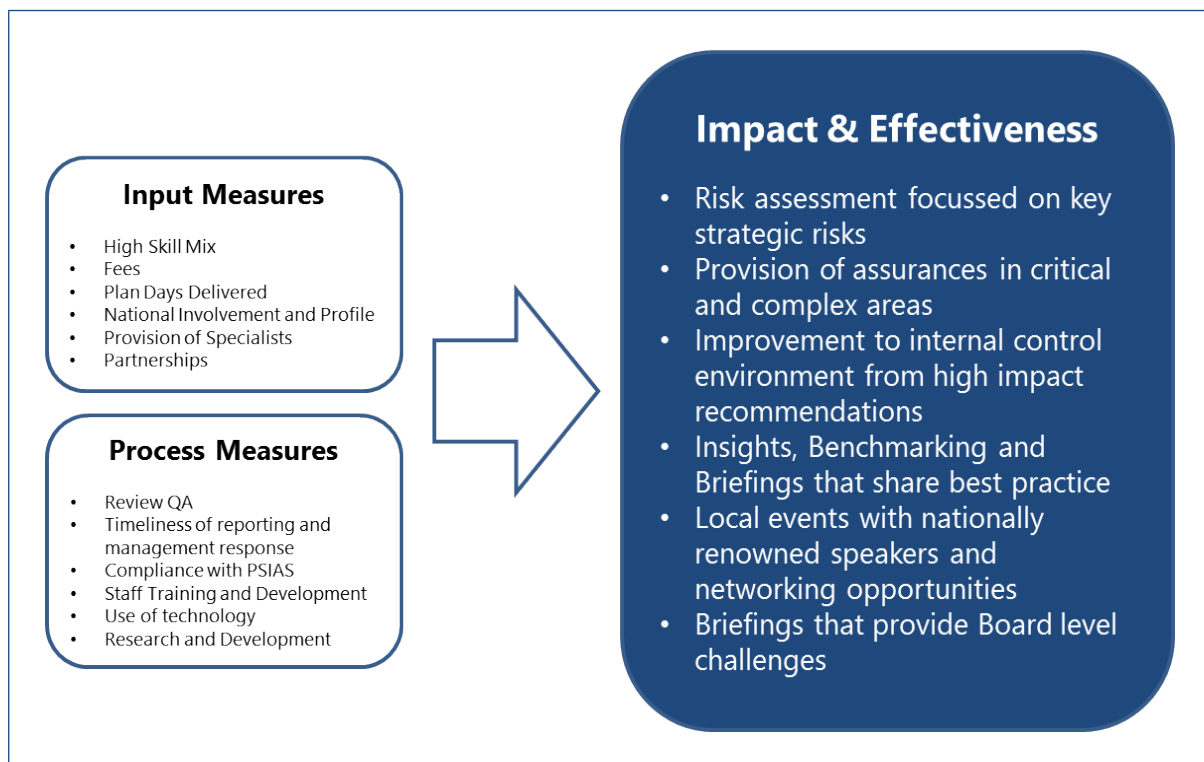 Input Measures
• High Skill Mix
• Fees
• Plan Days Delivered
• National Involvement and Profile
• Provision of Specialists
• Partnerships
Process Measures
• Review QA
• Timeliness of reporting and
management response
• Compliance with PSIAS
• Staff Training and Development
• Use of technology
• Research and Development
Impact & Effectiveness
• Risk assessment focussed on key
strategic risks
• Provision of assurances in critical
and complex areas
• Improvement to internal control
environment from high impact
recommendations
• Insights, Benchmarking and
Briefings that share best practice
• Local events with nationally
renowned speakers and
networking opportunities
• Briefings that provide Board level
challenges